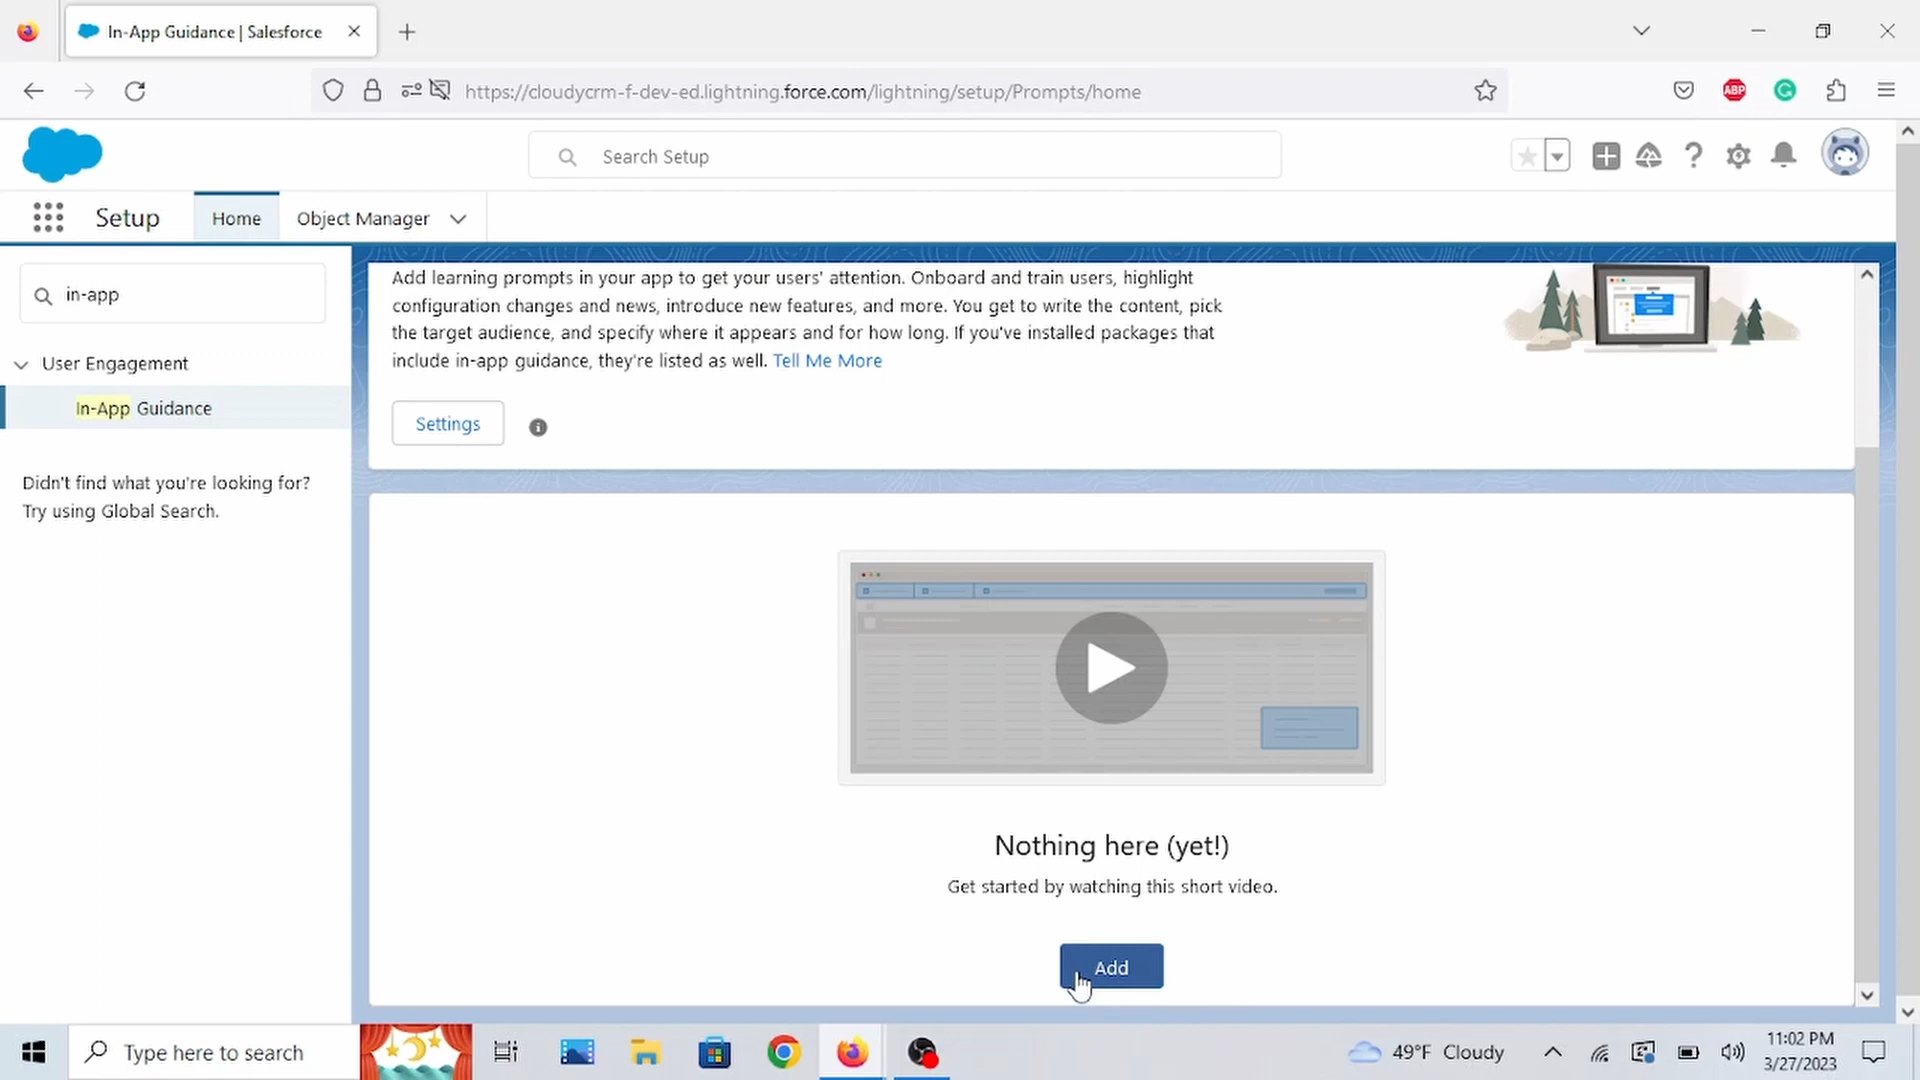 In-App Guidance | Salesforce
https://cloudycrm-f-dev-ed.lightning.force.com/lightning/setup/Prompts/home
ABP
Search Setup
Setup
Home
Object Manager
in-app
User Engagement
In-App Guidance
Didn't find what you're looking for?
Try using Global Search.
Add learning prompts in your app to get your users' attention. Onboard and train users, highlight
configuration changes and news, introduce new features, and more. You get to write the content, pick
the target audience, and specify where it appears and for how long. If you've installed packages that
include in-app guidance, they're listed as well. Tell Me More
Settings
Nothing here (yet!)
Get started by watching this short video.
Add
Type here to search
49°F Cloudy
11:02 PM
3/27/2023